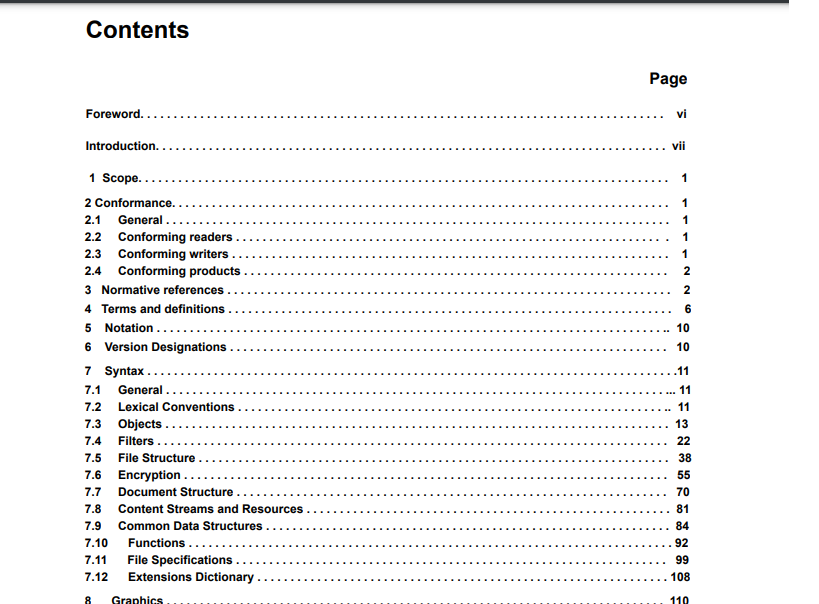 Contents
Page
Foreword. . . . . . . . . . . . . . . . . . . . . . . . . . . . . . . . . . . . . . . . vi
Introduction. . . . . . . . . . . . . . . . . . . . . . . . . . . . . . . . . . . . . . . . vii
1 Scope. . . . . . . . . . . . . . . . . . . . . . . . . . . . . . . . . . . . . . . . 1
2 Conformance. . . . . . . . . . . . . . . . . . . . . . . . . . . . . . . . . . . . . . . . 1
2.1 General . . . . . . . . . . . . . . . . . . . . . . . . . . . . . . . . . . . . . . . . 1
2.2 Conforming readers . . . . . . . . . . . . . . . . . . . . . . . . . . . . . . . . . . . . . . . . 1
2.3 Conforming writers . . . . . . . . . . . . . . . . . . . . . . . . . . . . . . . . . . . . . . . . 1
2.4 Conforming products . . . . . . . . . . . . . . . . . . . . . . . . . . . . . . . . . . . . . . . . 2
3 Normative references . . . . . . . . . . . . . . . . . . . . . . . . . . . . . . . . . . . . . . . . 2
4 Terms and definitions . . . . . . . . . . . . . . . . . . . . . . . . . . . . . . . . . . . . . . . . 6
5 Notation . . . . . . . . . . . . . . . . . . . . . . . . . . . . . . . . . . . . . . . .. 10
6 Version Designations . . . . . . . . . . . . . . . . . . . . . . . . . . . . . . . . . . . . . . . . 10
7 Syntax . . . . . . . . . . . . . . . . . . . . . . . . . . . . . . . . . . . . . . . .11
7.1 General . . . . . . . . . . . . . . . . . . . . . . . . . . . . . . . . . . . . . . . ... 11
7.2 Lexical Conventions . . . . . . . . . . . . . . . . . . . . . . . . . . . . . . . . . . . . . . . .. 11
7.3 Objects . . . . . . . . . . . . . . . . . . . . . . . . . . . . . . . . . . . . . . . . 13
7.4 Filters . . . . . . . . . . . . . . . . . . . . . . . . . . . . . . . . . . . . . . . . 22
7.5 File Structure . . . . . . . . . . . . . . . . . . . . . . . . . . . . . . . . . . . . . . . . 38
7.6 Encryption . . . . . . . . . . . . . . . . . . . . . . . . . . . . . . . . . . . . . . . . 55
7.7 Document Structure . . . . . . . . . . . . . . . . . . . . . . . . . . . . . . . . . . . . . . . . 70
7.8 Content Streams and Resources . . . . . . . . . . . . . . . . . . . . . . . . . . . . . . . . . . . . . . . . 81
7.9 Common Data Structures . . . . . . . . . . . . . . . . . . . . . . . . . . . . . . . . . . . . . . . . 84
7.10 Functions . . . . . . . . . . . . . . . . . . . . . . . . . . . . . . . . . . . . . . . . 92
7.11 File Specifications . . . . . . . . . . . . . . . . . . . . . . . . . . . . . . . . . . . . . . . . 99
7.12 Extensions Dictionary . . . . . . . . . . . . . . . . . . . . . . . . . . . . . . . . . . . . . . . . 108
8 Graphics . . . . . . . . . . . . . . . . . . . . . . . . . . . . . . . . . . . . . . . . 110